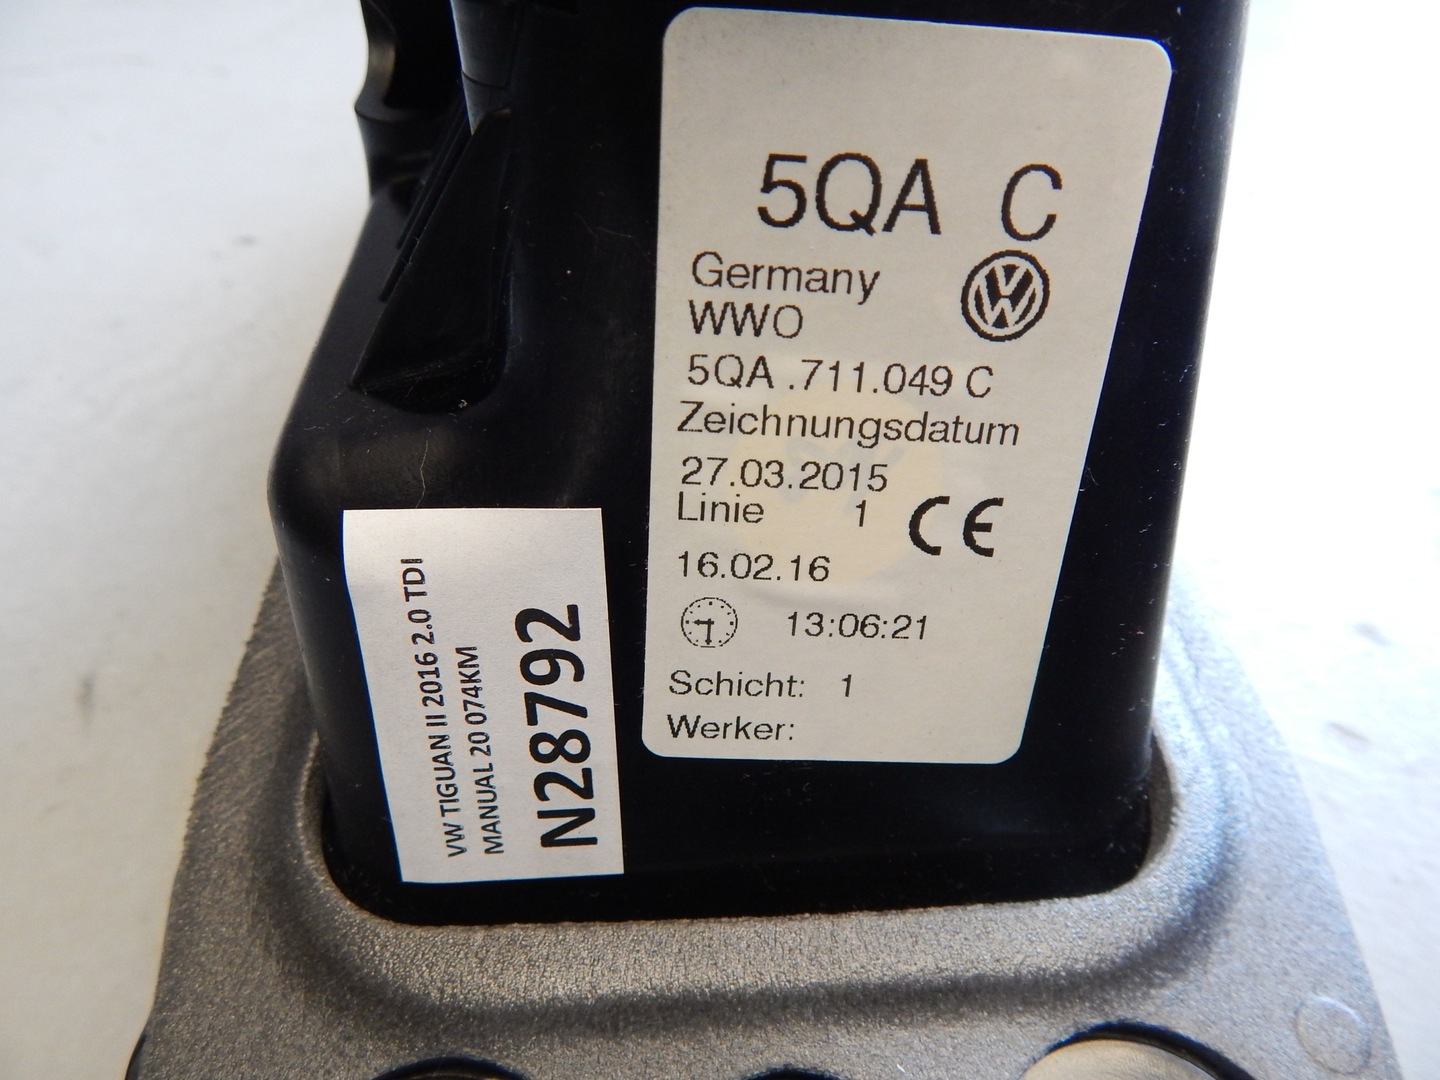 5QA C
Germany
WWO
5QA .711.049 C
Zeichnungsdatum
27.03.2015
Linie 1 CE
16.02.16
13:06:21
Schicht: 1
Werker:
VW TIGUAN II 2016 2.0 TDI
MANUAL 20 074KM
N28792